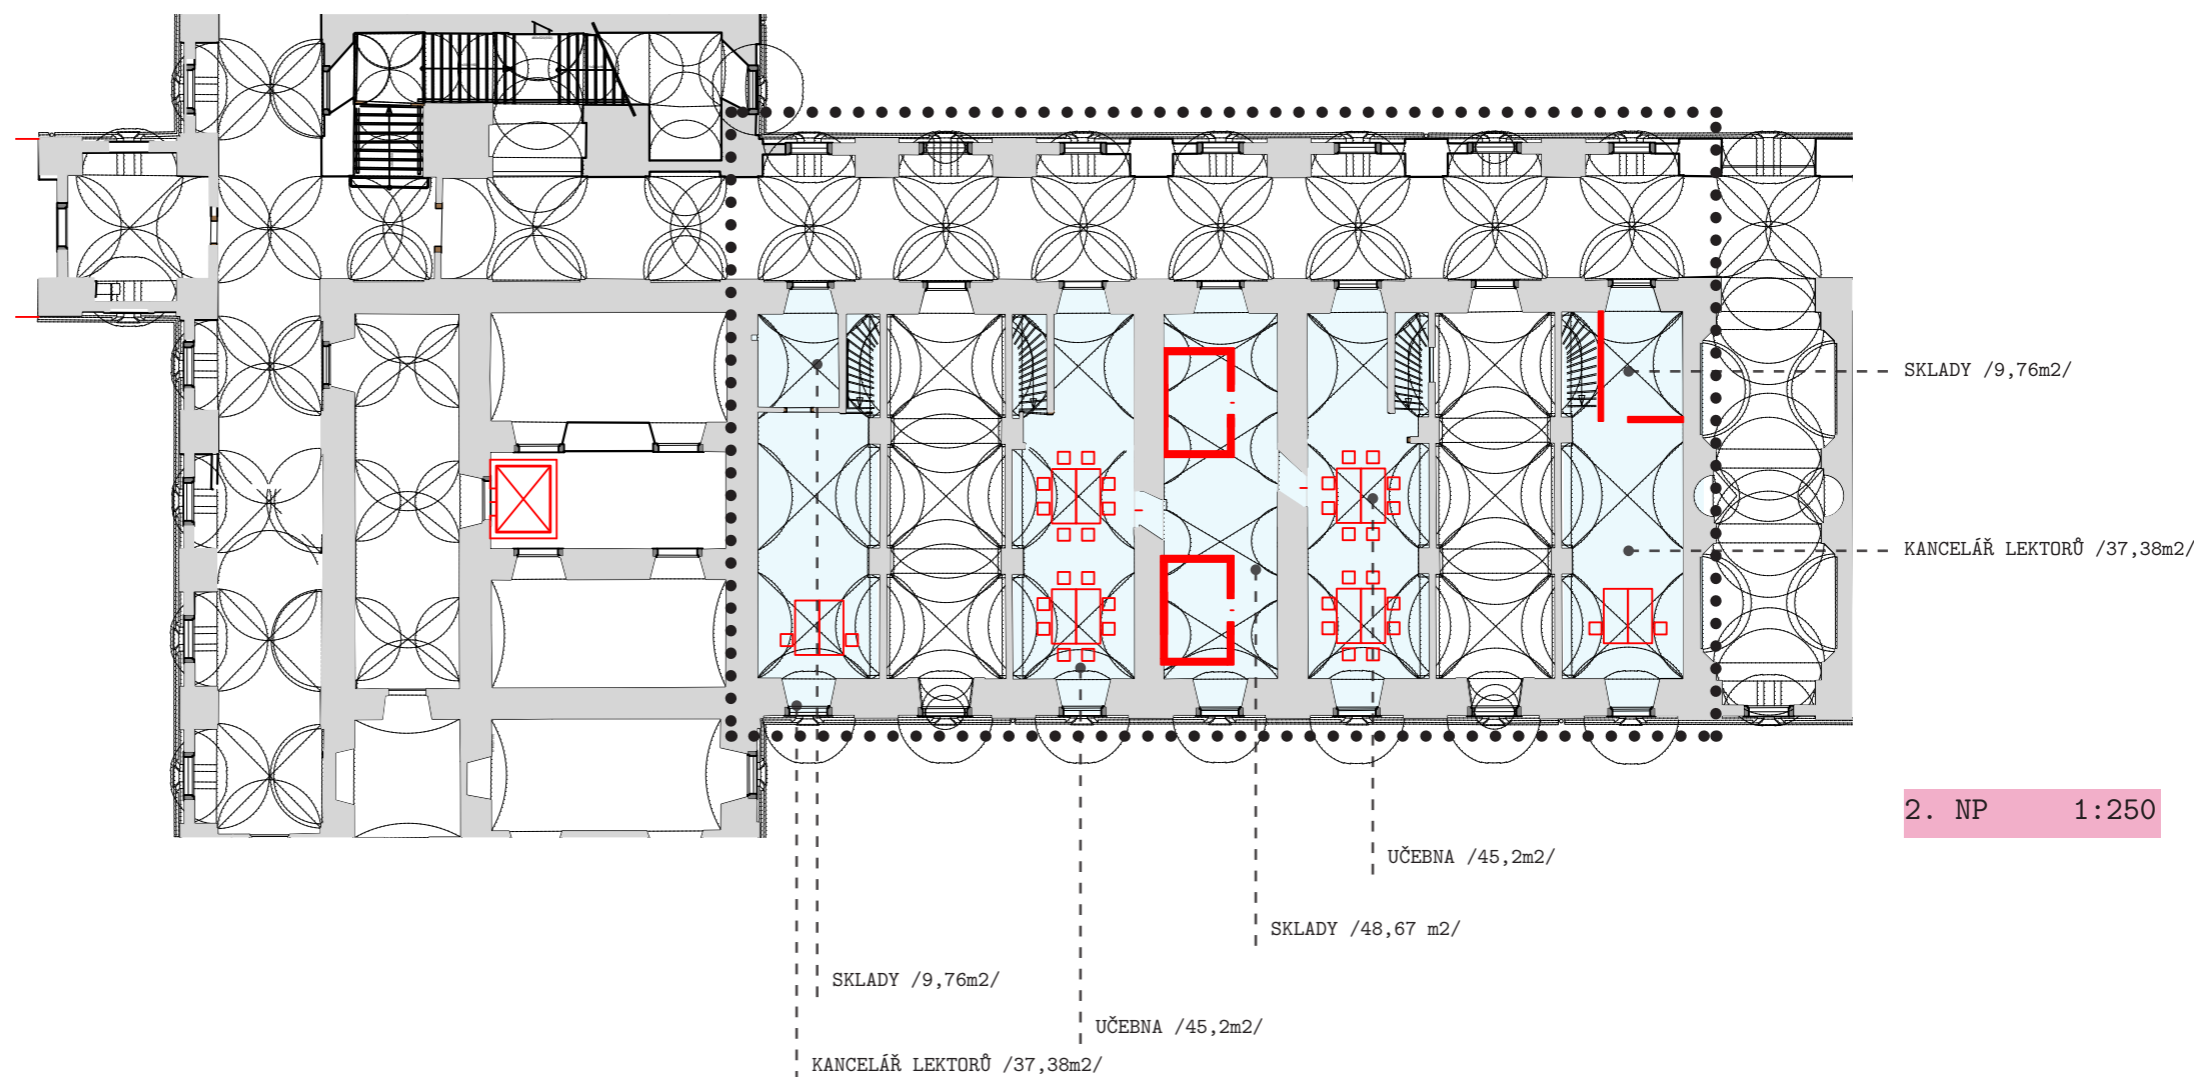 SKLADY /9,76m2/
KANCELÁŘ LEKTORŮ /37,38m2/
2. NP 1:250
UČEBNA /45,2m2/
SKLADY /48,67 m2/
SKLADY /9,76m2/
UČEBNA /45,2m2/
KANCELÁŘ LEKTORŮ /37,38m2/